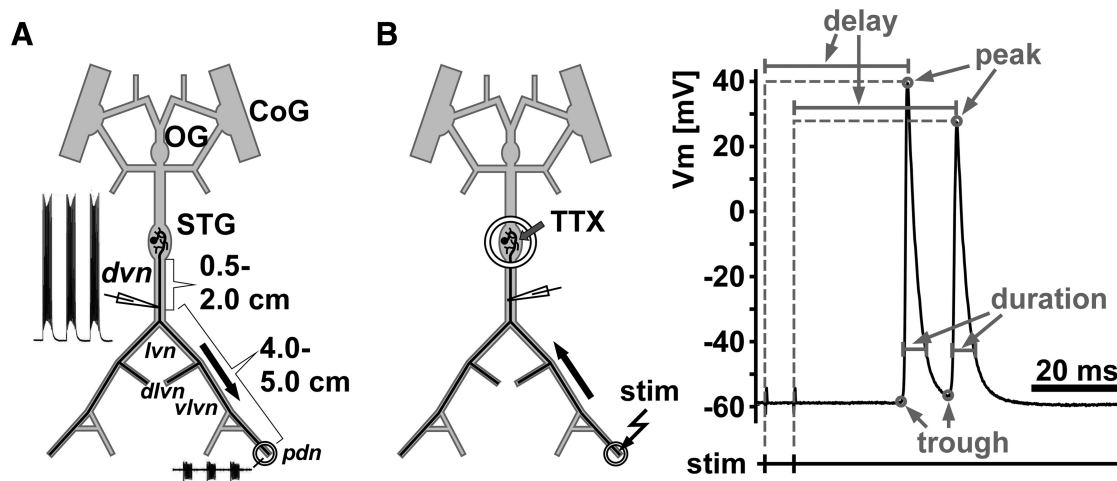 A
CoG
OG
STG
dvn
0.5-
2.0 cm
lvn
4.0-
5.0 cm
dlvn
vlvn
pdn
B
TTX
stim
delay
peak
Vm [mV]
40
20
0
-20
-40
-60
duration
20 ms
trough
stim